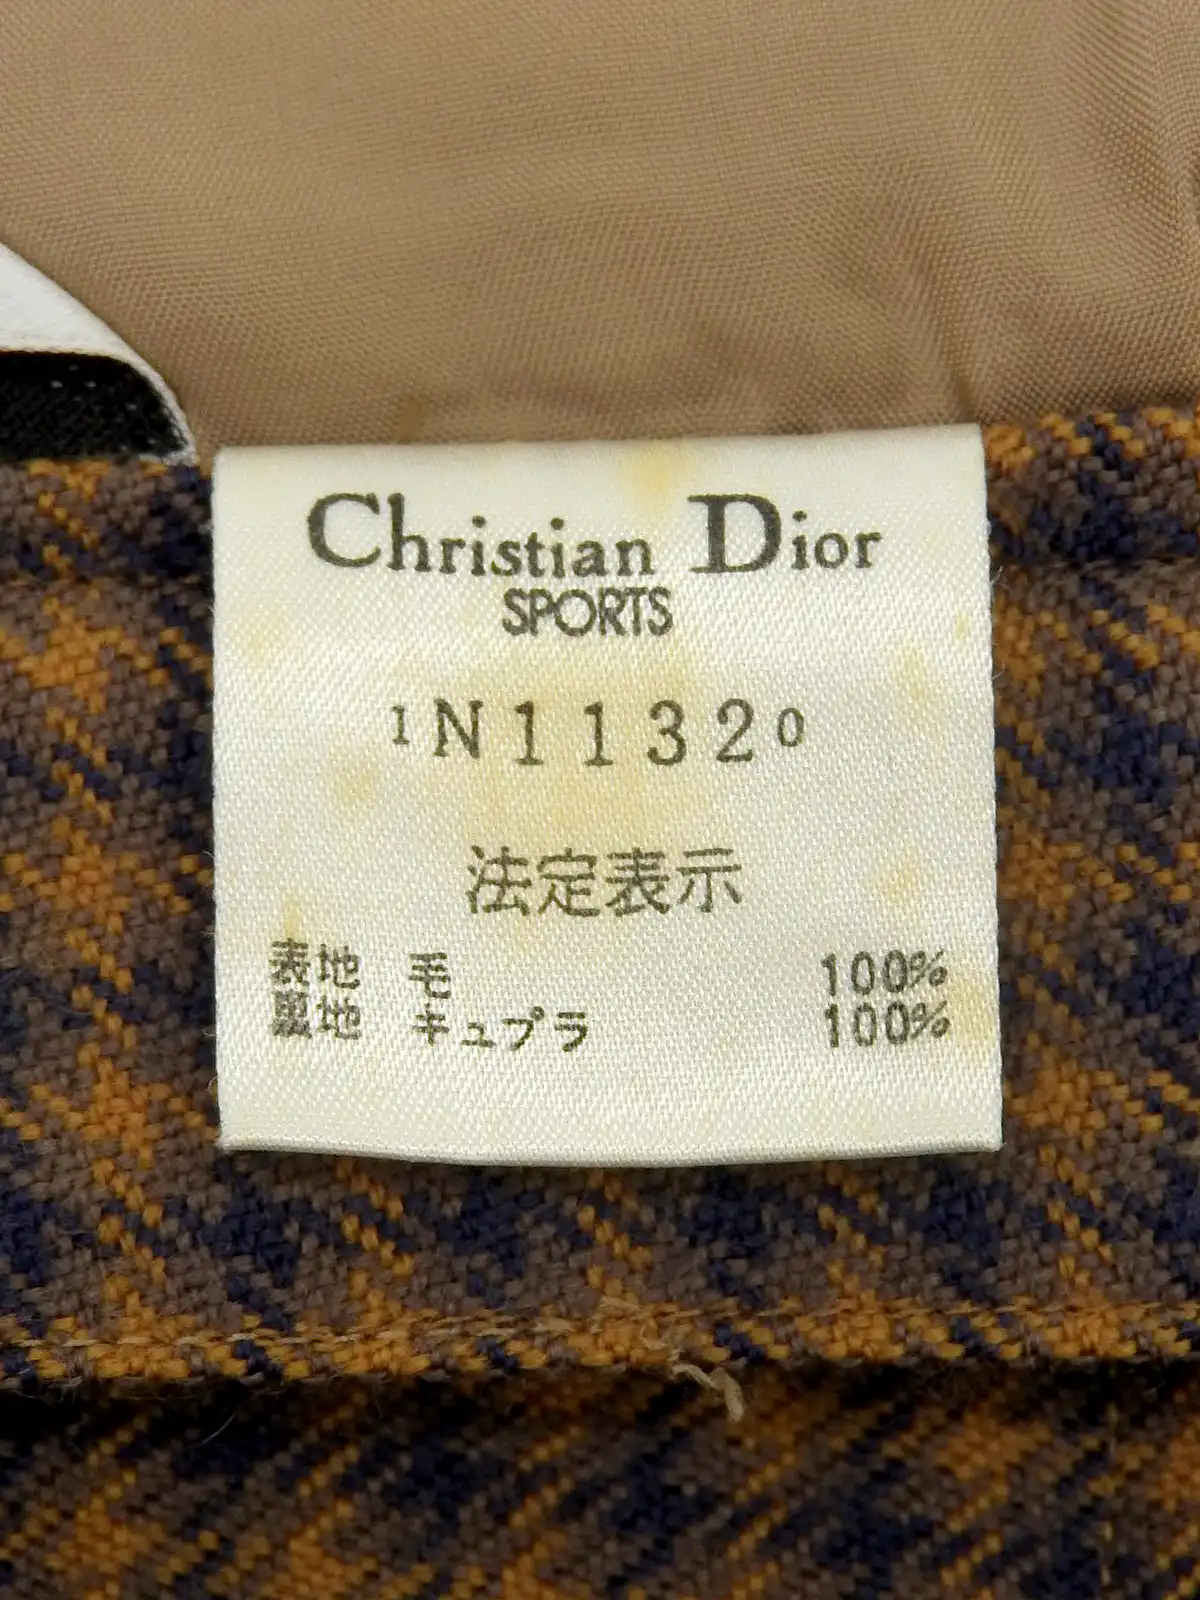 Christian Dior
SPORTS
1N11320
法定表示
表地 毛 100%
裏地 キュプラ 100%